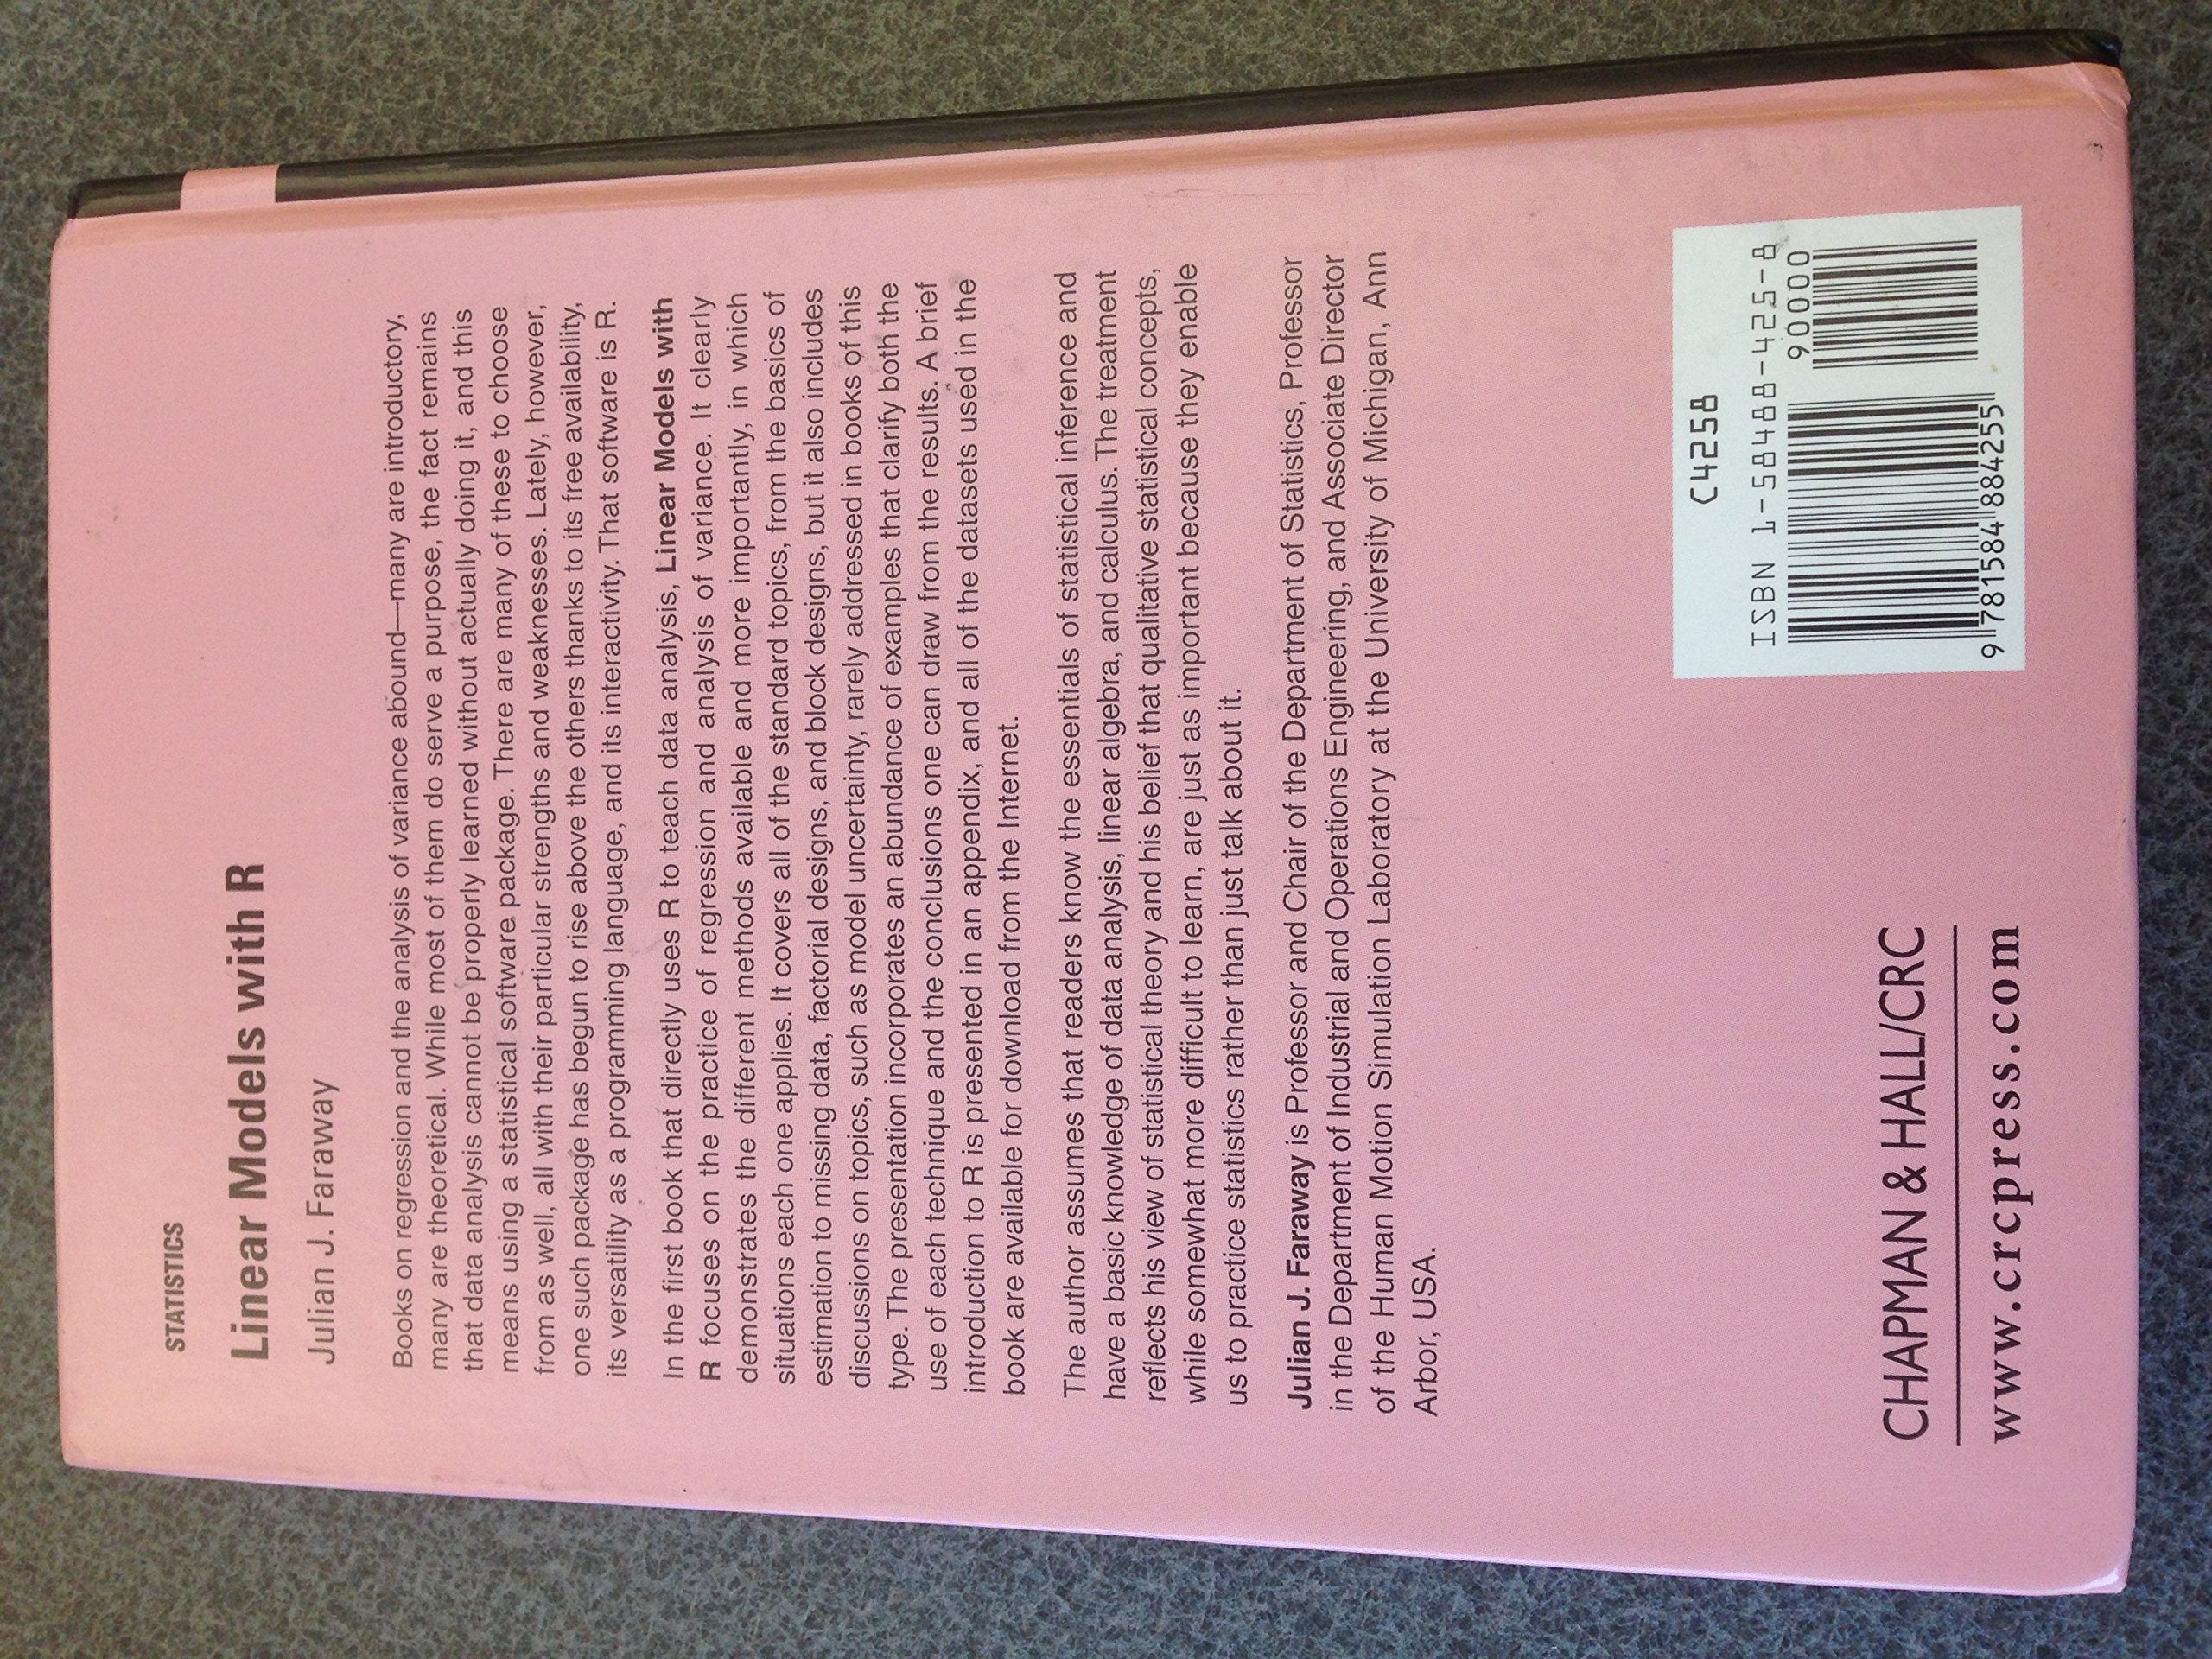 STATISTICS
Linear Models with R
Julian J. Faraway
Books on regression and the analysis of variance abound—many are introductory,
many are theoretical. While most of them do serve a purpose, the fact remains
that data analysis cannot be properly learned without actually doing it, and this
means using a statistical software package. There are many of these to choose
from as well, all with their particular strengths and weaknesses. Lately, however,
one such package has begun to rise above the others thanks to its free availability,
its versatility as a programming language, and its interactivity. That software is R.
In the first book that directly uses R to teach data analysis, Linear Models with
R focuses on the practice of regression and analysis of variance. It clearly
demonstrates the different methods available and more importantly, in which
situations each one applies. It covers all of the standard topics, from the basics of
estimation to missing data, factorial designs, and block designs, but it also includes
discussions on topics, such as model uncertainty, rarely addressed in books of this
type. The presentation incorporates an abundance of examples that clarify both the
use of each technique and the conclusions one can draw from the results. A brief
introduction to R is presented in an appendix, and all of the datasets used in the
book are available for download from the Internet.
The author assumes that readers know the essentials of statistical inference and
have a basic knowledge of data analysis, linear algebra, and calculus. The treatment
reflects his view of statistical theory and his belief that qualitative statistical concepts,
while somewhat more difficult to learn, are just as important because they enable
us to practice statistics rather than just talk about it.
Julian J. Faraway is Professor and Chair of the Department of Statistics, Professor
in the Department of Industrial and Operations Engineering, and Associate Director
of the Human Motion Simulation Laboratory at the University of Michigan, Ann
Arbor, USA.
C4258
ISBN 1-58488-425-8
90000
9 781584 884255
CHAPMAN & HALL/CRC
www.crcpress.com